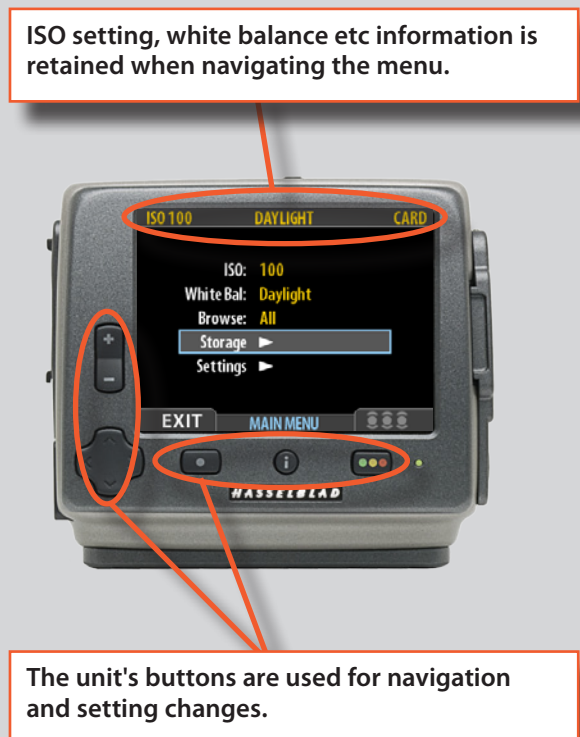 ISO setting, white balance etc information is
retained when navigating the menu.
ISO 100 DAYLIGHT CARD
ISO: 100
White Bal: Daylight
Browse: All
Storage ►
Settings ►
EXIT MAIN MENU
+
−
i
HASSELBLAD
The unit's buttons are used for navigation
and setting changes.